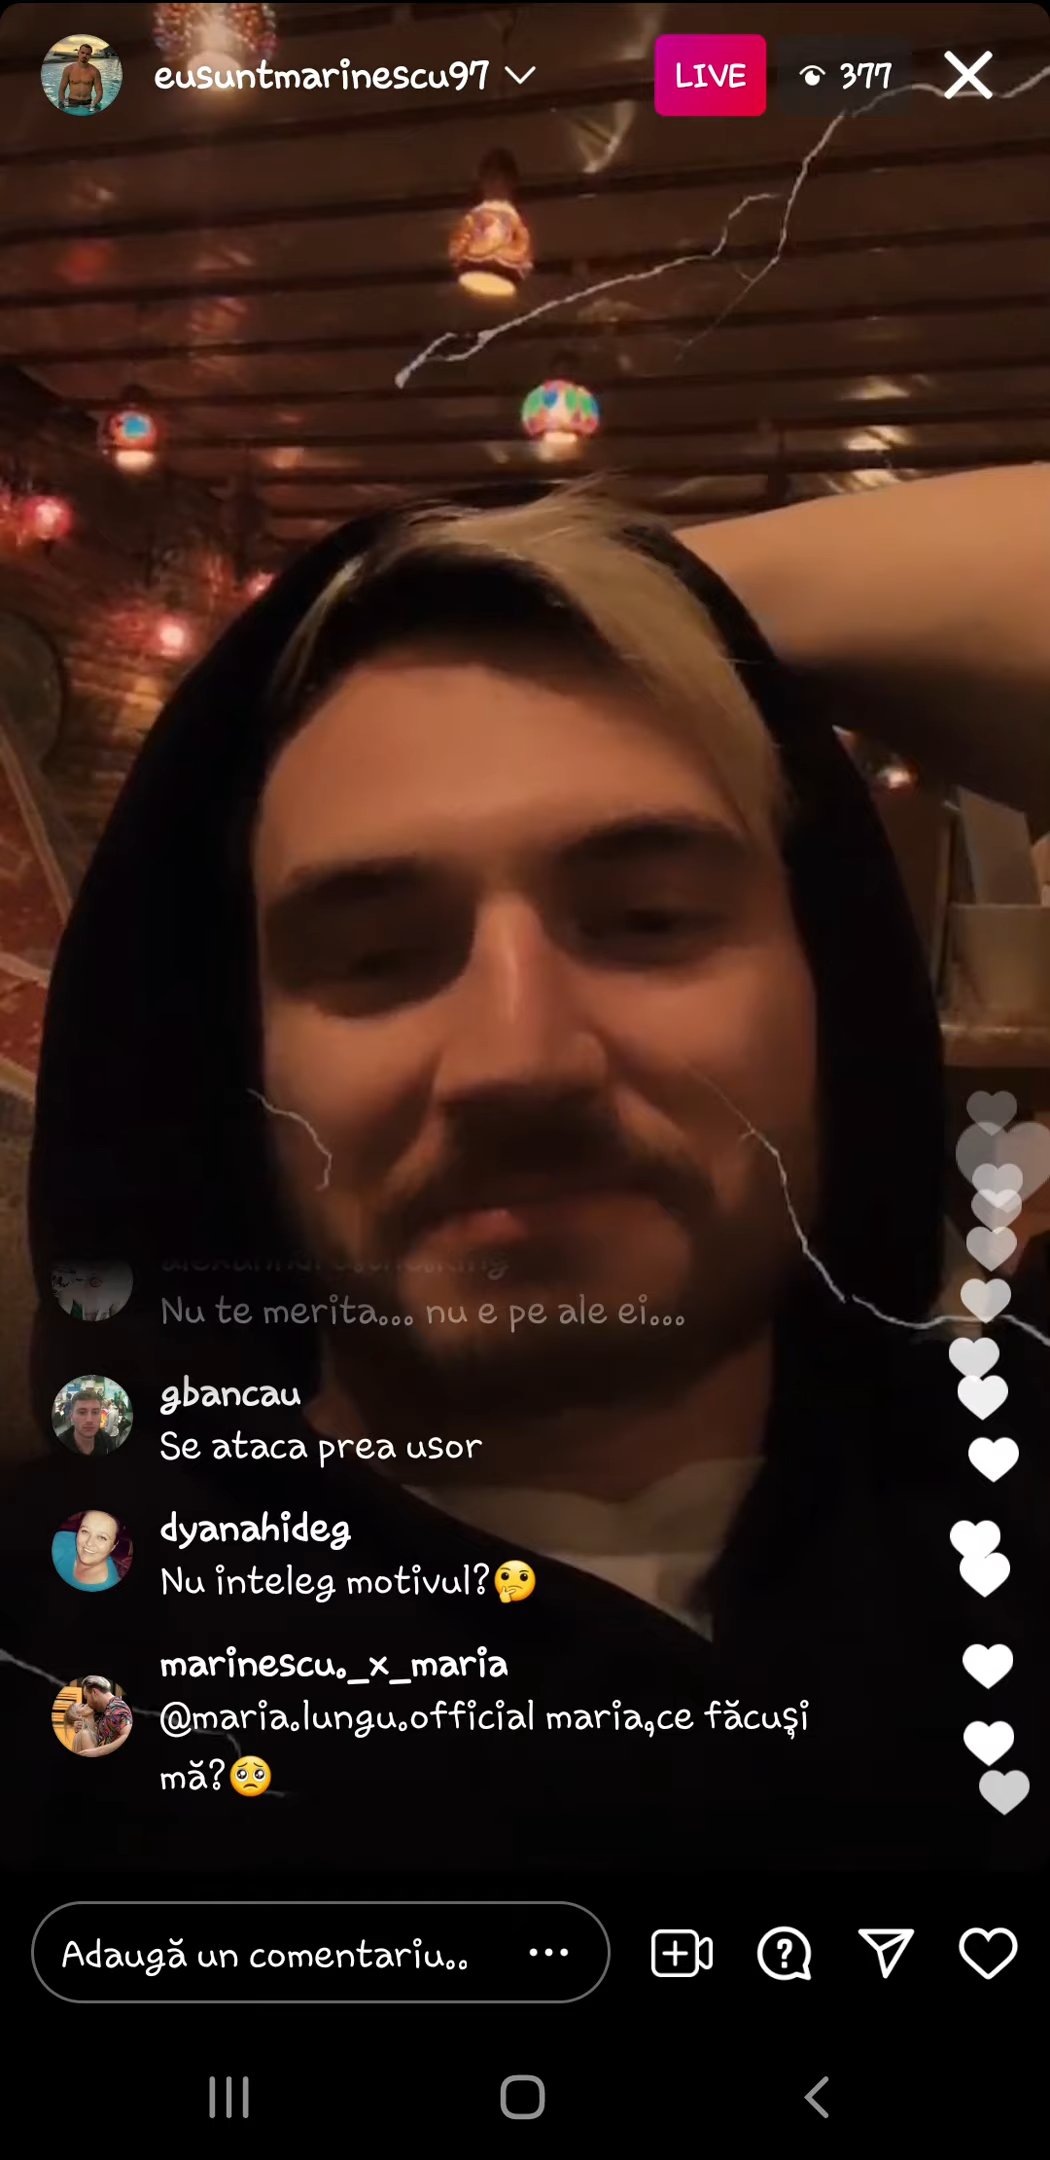 eusuntmarinescu97
LIVE
377
Nu te merita... nu e pe ale ei...
gbancau
Se ataca prea usor
dyanahideg
Nu inteleg motivul?🤔
marinescu._x_maria
@maria.lungu.official maria,ce făcuși
mă?🥺
Adaugă un comentariu..